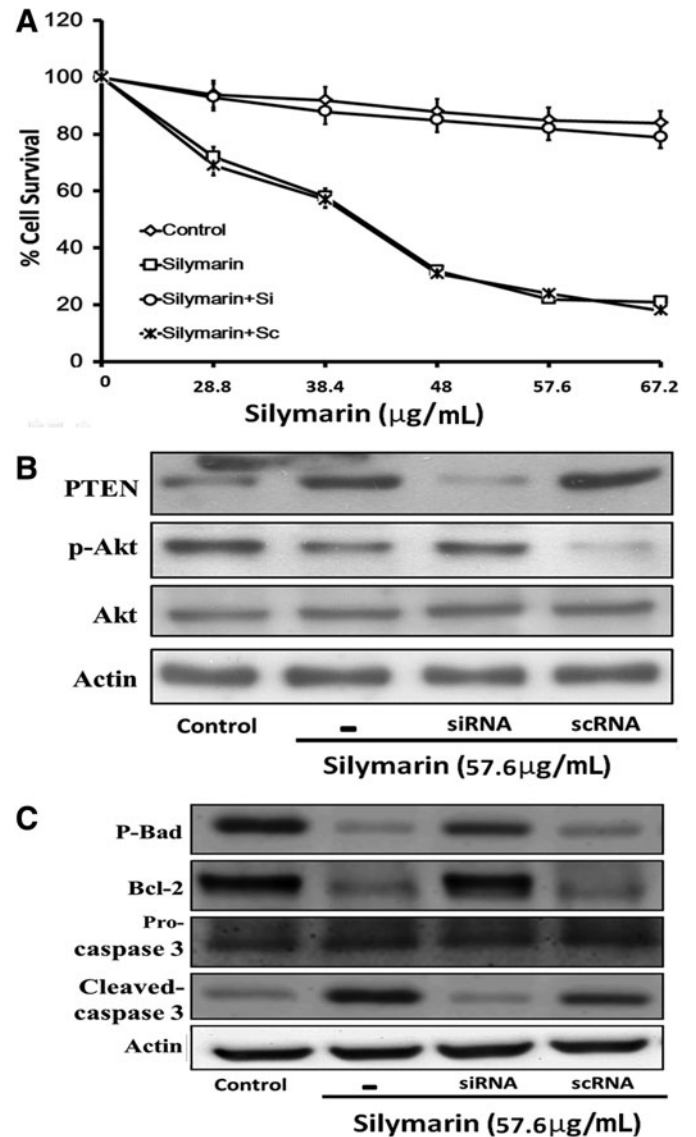 A
120
100
80
60
40
20
0
% Cell Survival
Control
Silymarin
Silymarin+Si
Silymarin+Sc
0 28.8 38.4 48 57.6 67.2
Silymarin (μg/mL)
B
PTEN
p-Akt
Akt
Actin
Control - siRNA scRNA
Silymarin (57.6μg/mL)
C
P-Bad
Bcl-2
Pro-
caspase 3
Cleaved-
caspase 3
Actin
Control - siRNA scRNA
Silymarin (57.6μg/mL)